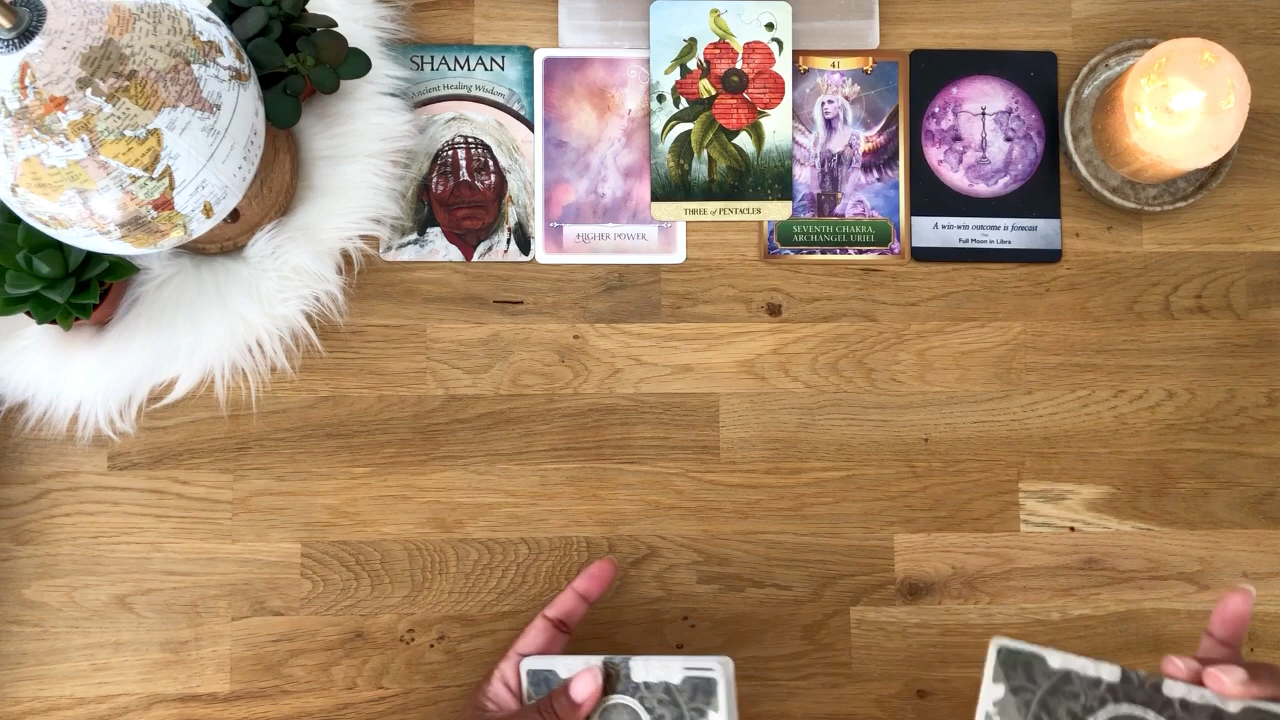 SHAMAN
Ancient Healing Wisdom
HIGHER POWER
THREE of PENTACLES
41
SEVENTH CHAKRA,
ARCHANGEL URIEL
A win-win outcome is forecast
Full Moon in Libra